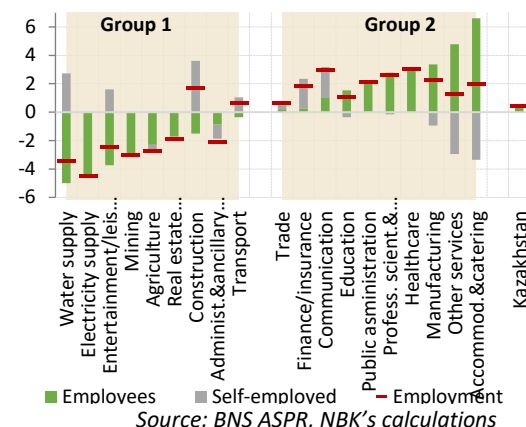 Group 1
Group 2
6
4
2
0
-2
-4
-6
Water supply
Electricity supply
Entertainment/leis...
Mining
Agriculture
Real estate...
Construction
Administ.&ancillary...
Transport
Trade
Finance/insurance
Communication
Education
Public asministration
Profess. scient.&...
Healthcare
Manufacturing
Other services
Accommod.&catering
Kazakhstan
Employees
Self-employed
Employment
Source: BNS ASPR, NBK's calculations